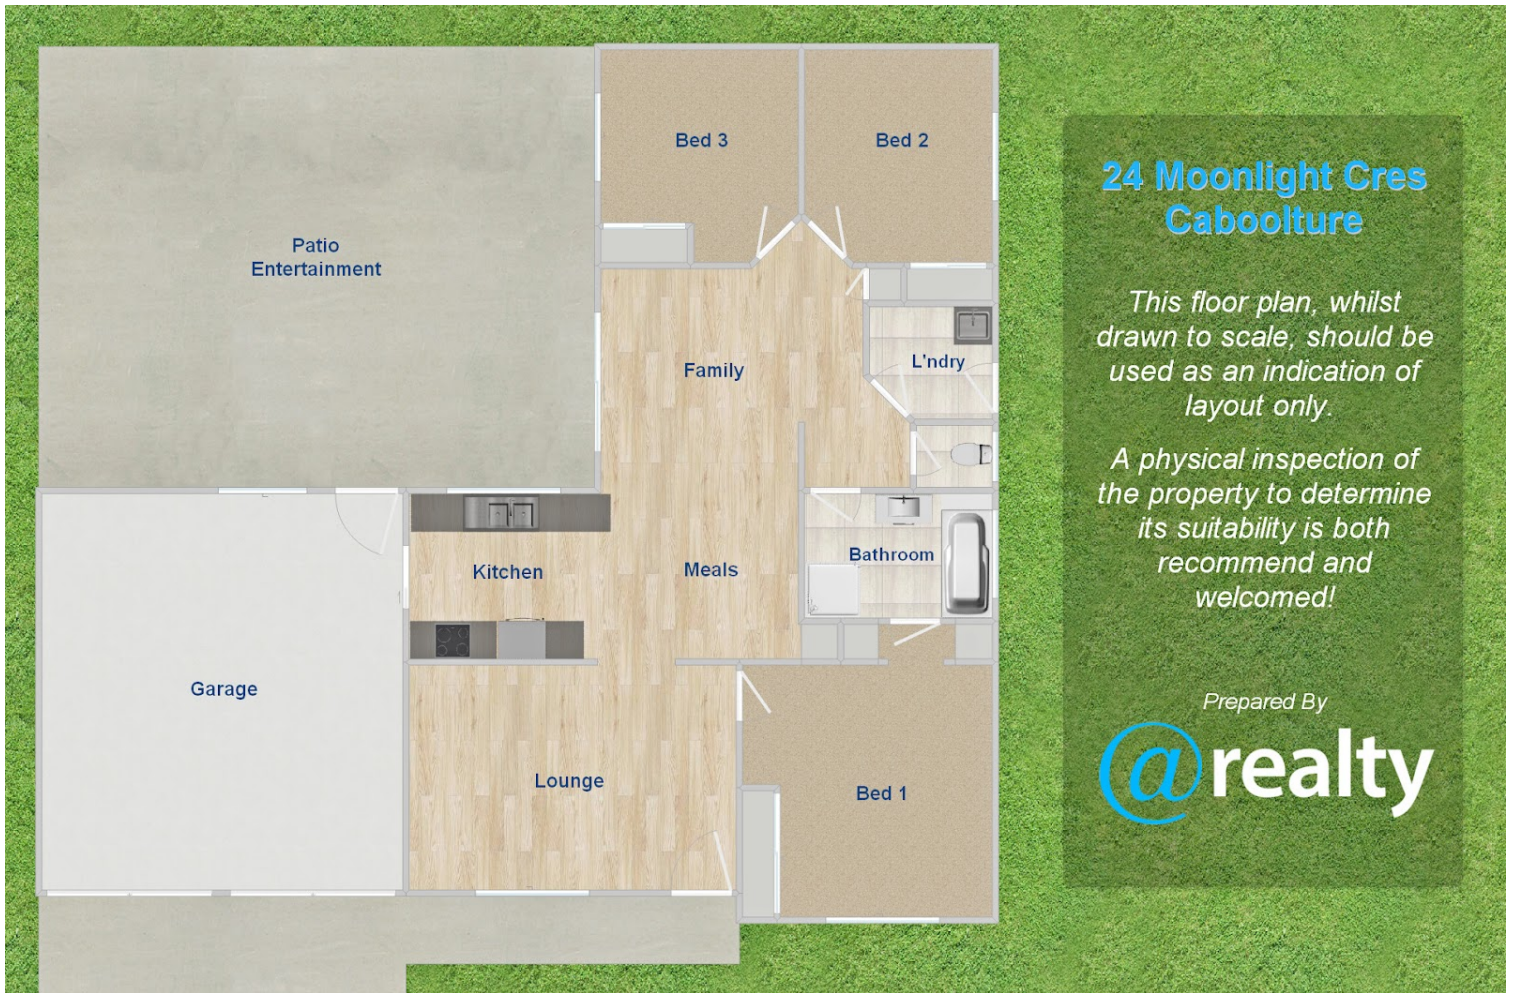 Bed 3
Bed 2
Patio
Entertainment
Family
L'ndry
Kitchen
Meals
Bathroom
Garage
Lounge
Bed 1
24 Moonlight Cres
Caboolture
This floor plan, whilst
drawn to scale, should be
used as an indication of
layout only.
A physical inspection of
the property to determine
its suitability is both
recommend and
welcomed!
Prepared By
@realty